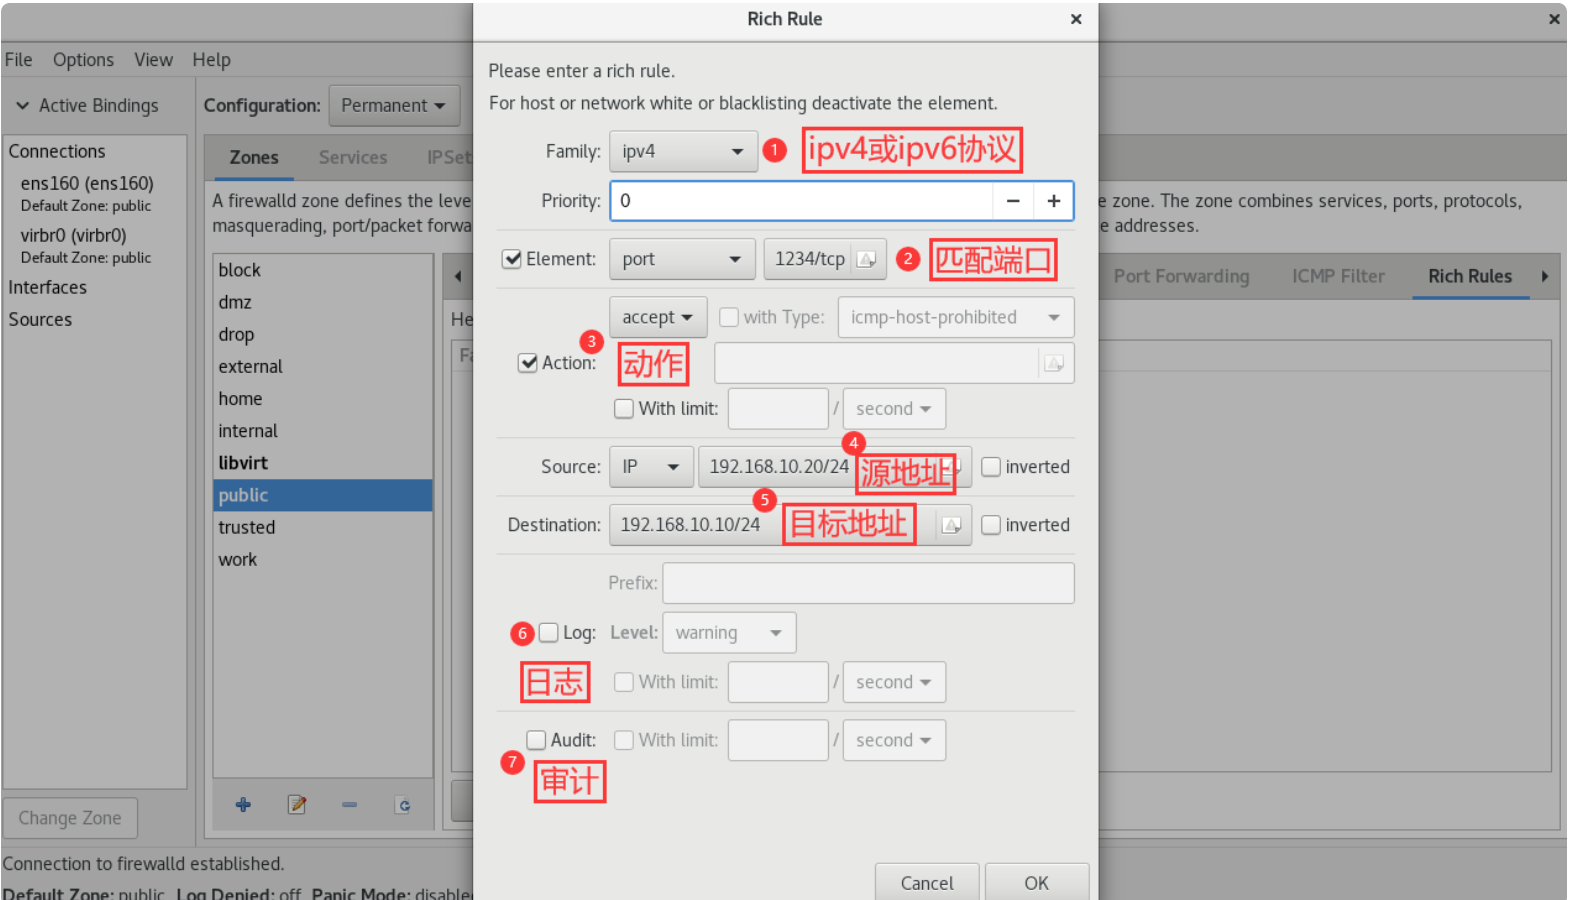 Rich Rule
File Options View Help
Active Bindings
Configuration: Permanent
Connections
ens160 (ens160)
Default Zone: public
virbr0 (virbr0)
Default Zone: public
Interfaces
Sources
Change Zone
Zones Services IPSet
A firewalld zone defines the leve
masquerading, port/packet forwa
e zone. The zone combines services, ports, protocols,
e addresses.
block
dmz
drop
external
home
internal
libvirt
public
trusted
work
Port Forwarding ICMP Filter Rich Rules
He
Fa
Please enter a rich rule.
For host or network white or blacklisting deactivate the element.
Family: ipv4 1 ipv4或ipv6协议
Priority: 0
Element: port 1234/tcp 2 匹配端口
accept with Type: icmp-host-prohibited
3
Action: 动作
With limit: / second
4
Source: IP 192.168.10.20/24 源地址 inverted
5
Destination: 192.168.10.10/24 目标地址 inverted
Prefix:
6 Log: Level: warning
日志 With limit: / second
Audit: With limit: / second
7
审计
Cancel OK
Connection to firewalld established.
Default Zone: public Log Denied: off Panic Mode: disable